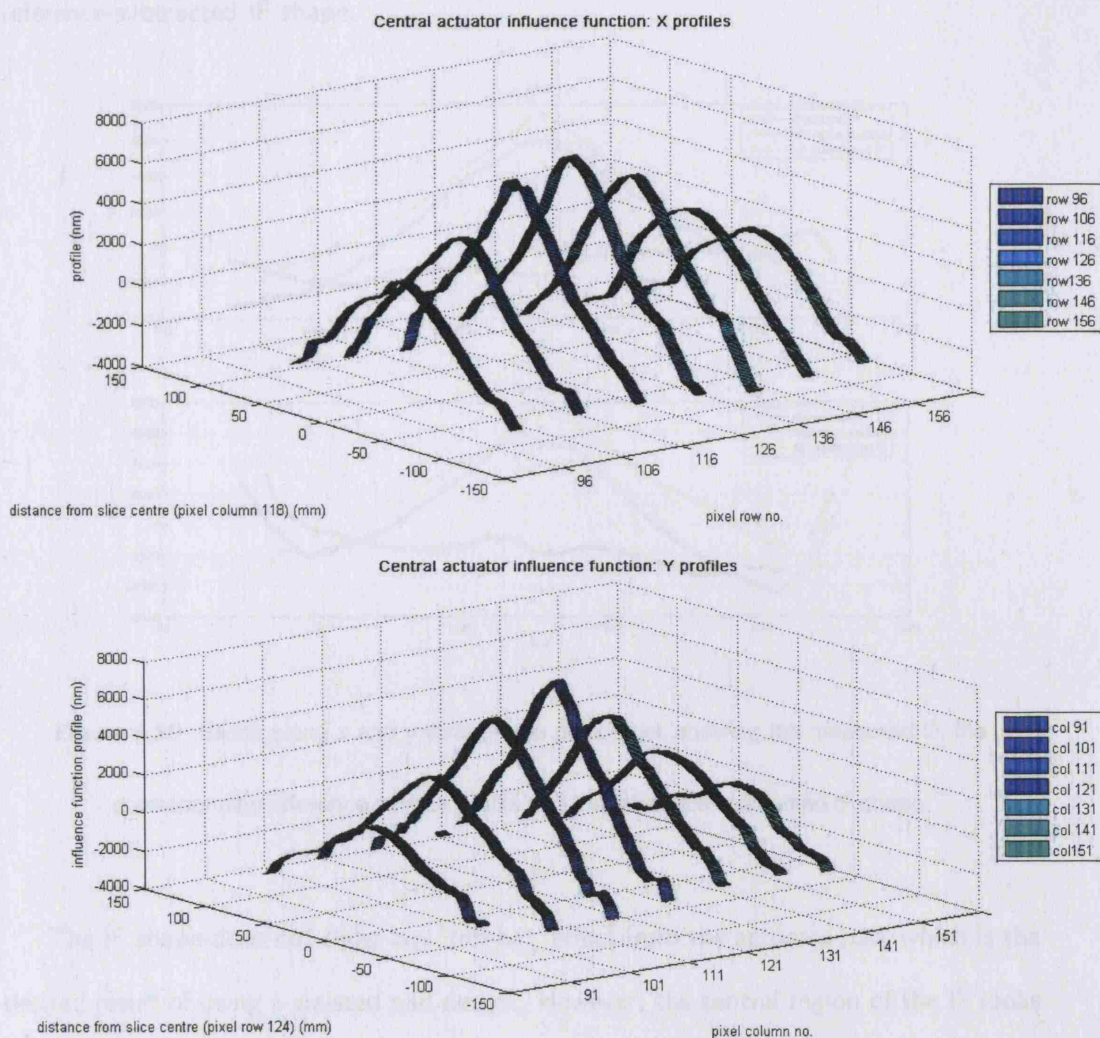 reference-subtracted IF shape.
Central actuator influence function: X profiles
8000
6000
4000
2000
0
-2000
-4000
profile (nm)
150
100
50
0
-50
-100
-150
distance from slice centre (pixel column 118) (mm)
96
106
116
126
136
146
156
pixel row no.
row 96
row 106
row 116
row 126
row136
row 146
row 156
Central actuator influence function: Y profiles
8000
6000
4000
2000
0
-2000
-4000
influence function profile (nm)
150
100
50
0
-50
-100
-150
distance from slice centre (pixel row 124) (mm)
91
101
111
121
131
141
151
pixel column no.
col 91
col 101
col 111
col 121
col 131
col 141
col151